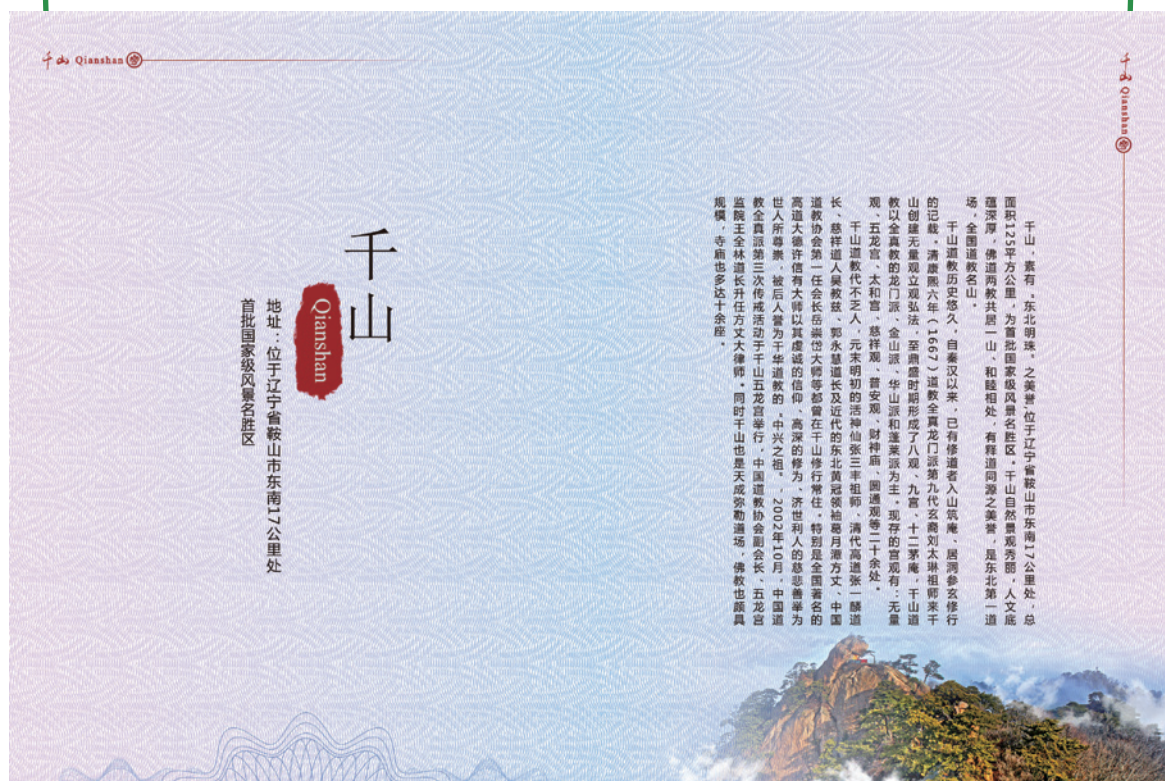 千山 Qianshan
千山 Qianshan
千山
Qianshan
地址：位于辽宁省鞍山市东南17公里处
首批国家级风景名胜区
千山，素有“东北明珠”之美誉，位于辽宁省鞍山市东南17公里处，总
面积125平方公里，为首批国家级风景名胜区。千山自然景观秀丽，人文底
蕴深厚，佛道两教共居一山、和睦相处，有释道同源之美誉，是东北第一道
场，全国道教名山。
千山道教历史悠久，自秦汉以来，已有修道者入山筑庵、居洞参玄修行
的记载。清康熙六年（1667）道教全真龙门派第九代玄裔刘太琳祖师来千
山创建无量观立观弘法，至鼎盛时期形成了八观、九宫、十二茅庵，千山道
教以全真教的龙门派、金山派、华山派和蓬莱派为主。现存的宫观有：无量
观、五龙宫、太和宫、慈祥观、普安观、财神庙、圆通观等二十余处。
千山道教代不乏人，元末明初的活神仙张三丰祖师、清代高道张一麟道
长、慈祥道人吴教兹、郭永慧道长及近代的东北黄冠领袖葛月潭方丈、中国
道教协会第一任会长岳崇岱大师等都曾在千山修行常住。特别是全国著名的
高道大德许信有大师以其虔诚的信仰、高深的修为、济世利人的慈悲善举为
世人所尊崇，被后人誉为千华道教的“中兴之祖”。2002年10月，中国道
教全真派第三次传戒活动于千山五龙宫举行，中国道教协会副会长、五龙宫
监院王全林道长升任方丈大律师。同时千山也是天成弥勒道场，佛教也颇具
规模，寺庙也多达十余座。